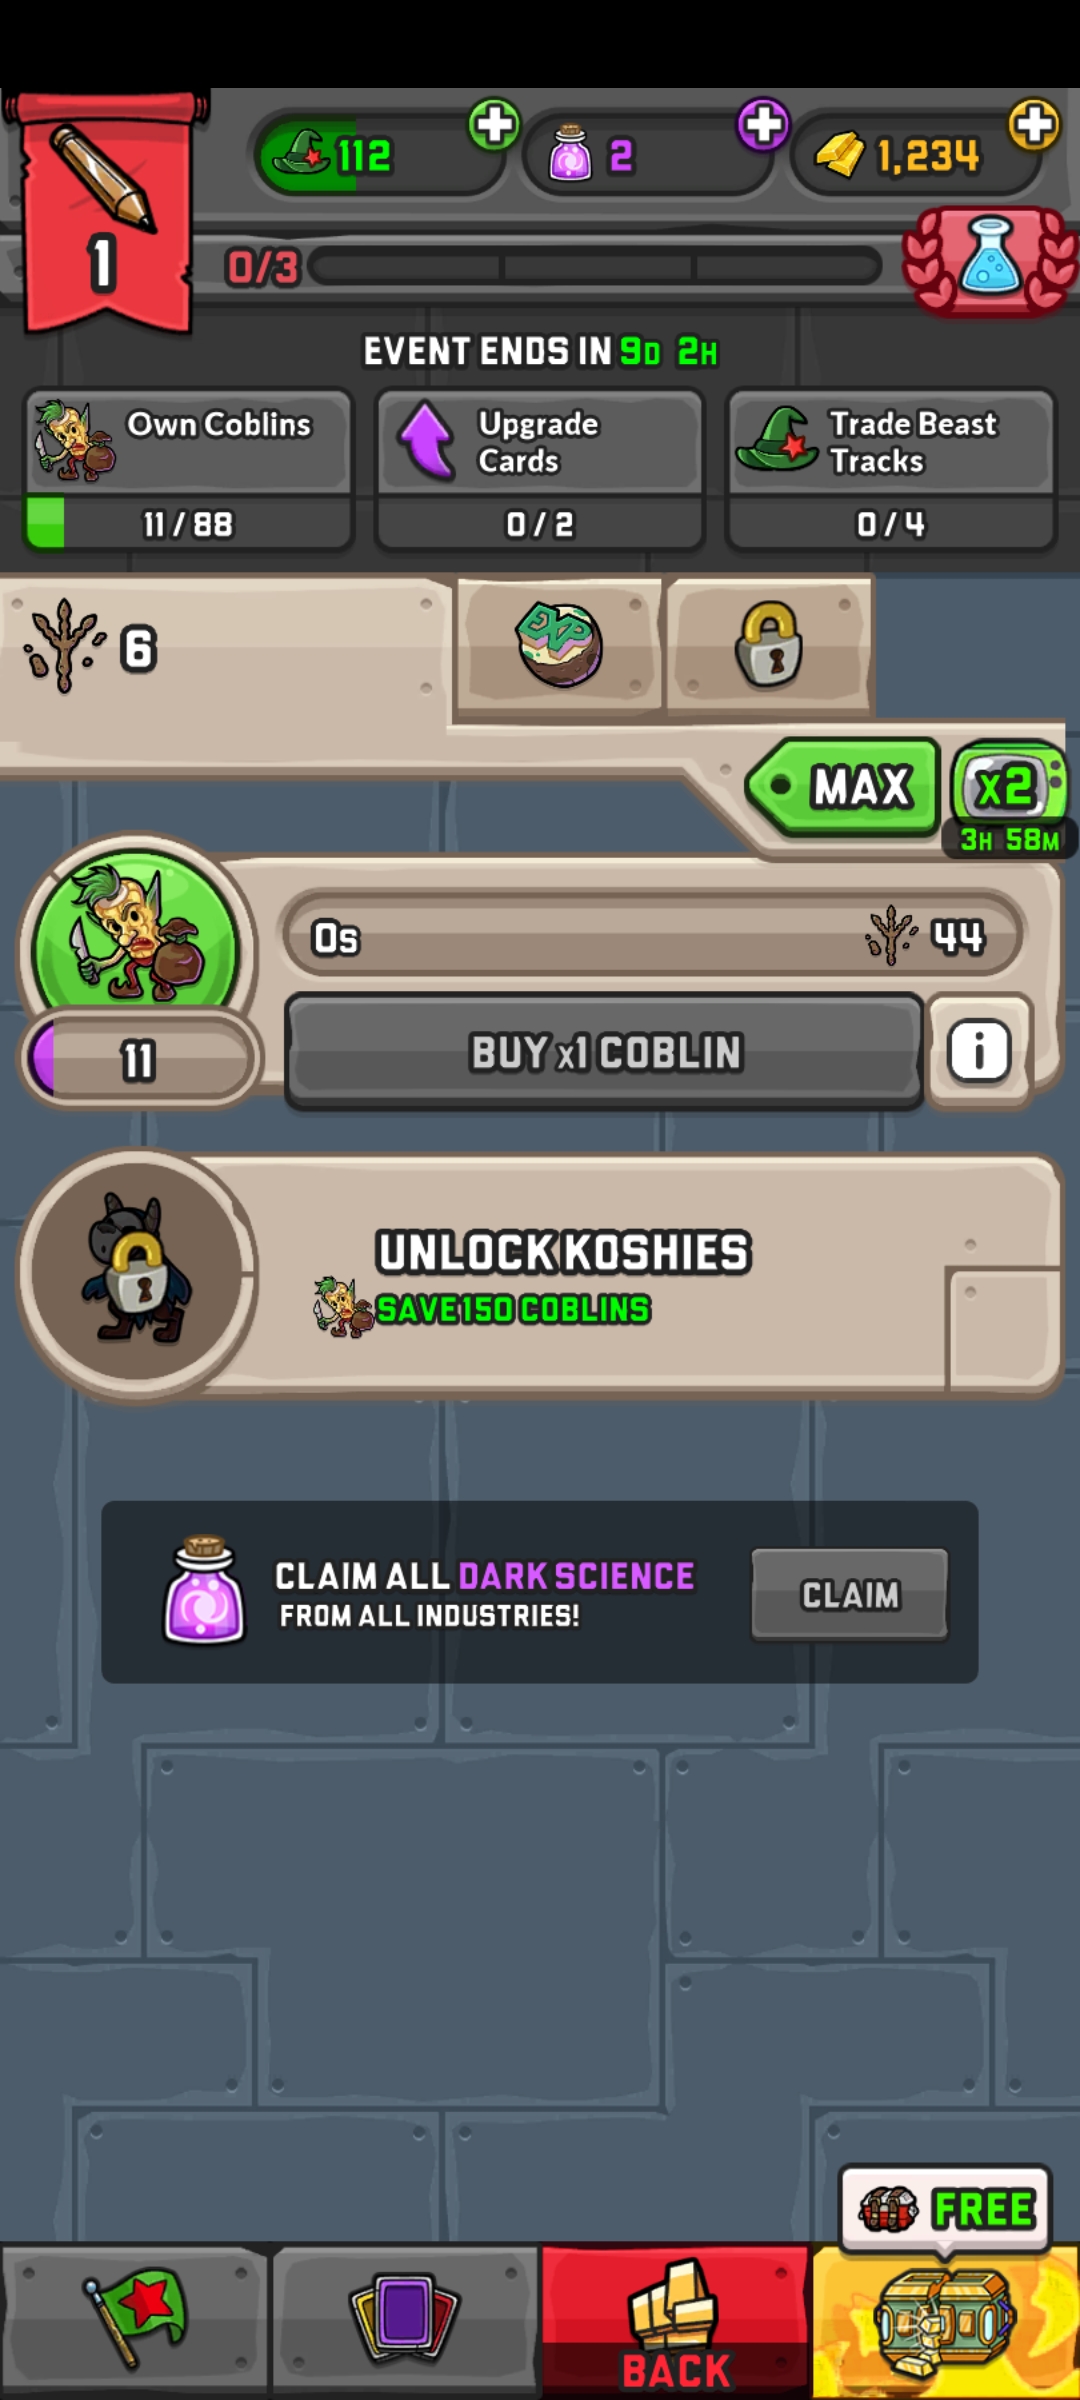 112
2
1,234
1
0/3
EVENT ENDS IN 9D 2H
Own Coblins
11 / 88
Upgrade
Cards
0 / 2
Trade Beast
Tracks
0 / 4
6
EXP
MAX
x2
3H 58M
0s
44
11
BUY x1 COBLIN
i
UNLOCK KOSHIES
SAVE 150 COBLINS
CLAIM ALL DARK SCIENCE
FROM ALL INDUSTRIES!
CLAIM
FREE
BACK